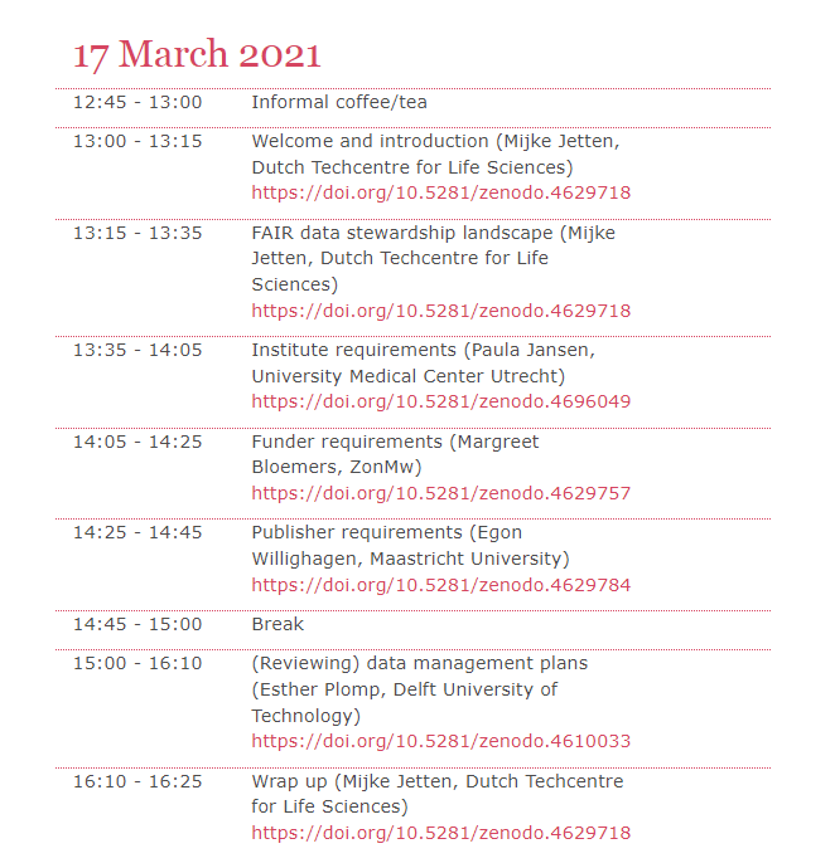 17 March 2021
12:45 - 13:00 Informal coffee/tea
13:00 - 13:15 Welcome and introduction (Mijke Jetten,
Dutch Techcentre for Life Sciences)
https://doi.org/10.5281/zenodo.4629718
13:15 - 13:35 FAIR data stewardship landscape (Mijke
Jetten, Dutch Techcentre for Life
Sciences)
https://doi.org/10.5281/zenodo.4629718
13:35 - 14:05 Institute requirements (Paula Jansen,
University Medical Center Utrecht)
https://doi.org/10.5281/zenodo.4696049
14:05 - 14:25 Funder requirements (Margreet
Bloemers, ZonMw)
https://doi.org/10.5281/zenodo.4629757
14:25 - 14:45 Publisher requirements (Egon
Willighagen, Maastricht University)
https://doi.org/10.5281/zenodo.4629784
14:45 - 15:00 Break
15:00 - 16:10 (Reviewing) data management plans
(Esther Plomp, Delft University of
Technology)
https://doi.org/10.5281/zenodo.4610033
16:10 - 16:25 Wrap up (Mijke Jetten, Dutch Techcentre
for Life Sciences)
https://doi.org/10.5281/zenodo.4629718